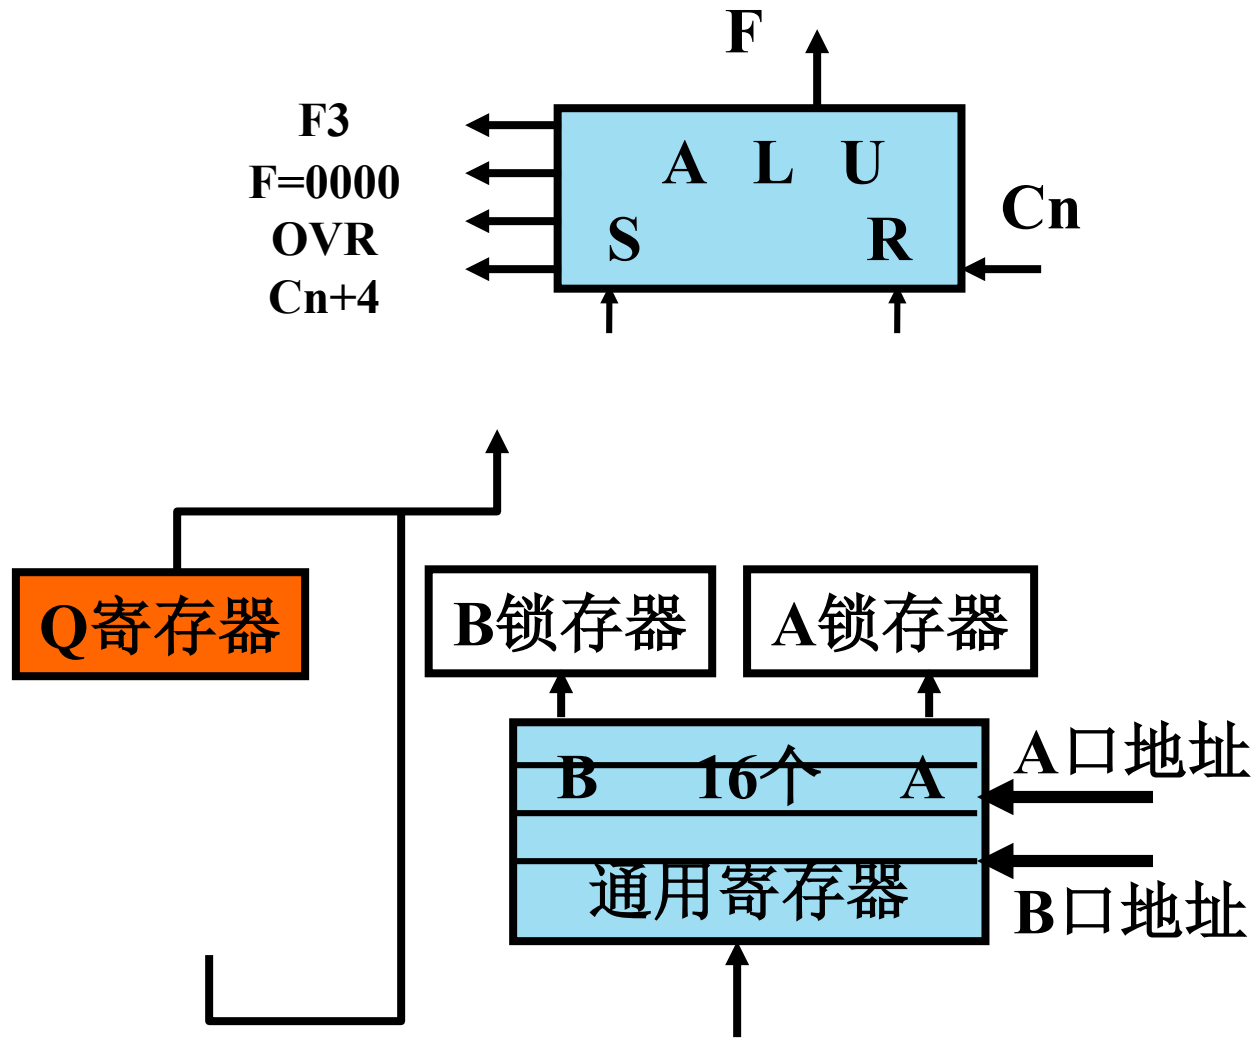 F
F3
F=0000
OVR
Cn+4
A L U
S R
Cn
Q寄存器
B锁存器
A锁存器
B 16个 A
通用寄存器
A口地址
B口地址